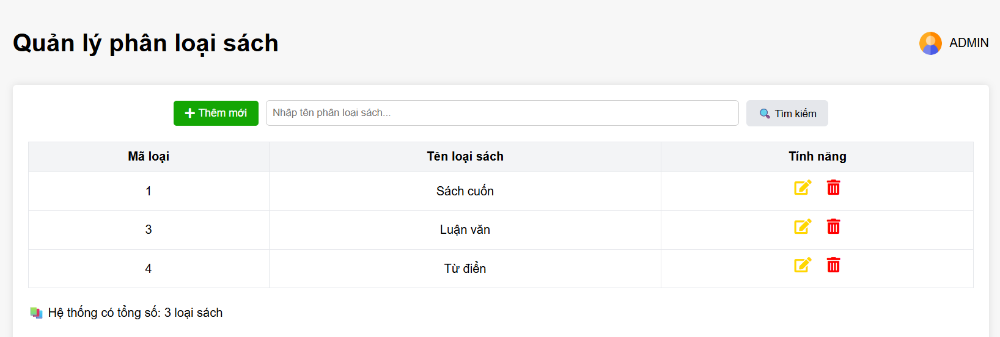 Quản lý phân loại sách
ADMIN
Thêm mới
Nhập tên phân loại sách...
Tìm kiếm
Mã loại Tên loại sách Tính năng
1 Sách cuốn
3 Luận văn
4 Từ điển
Hệ thống có tổng số: 3 loại sách